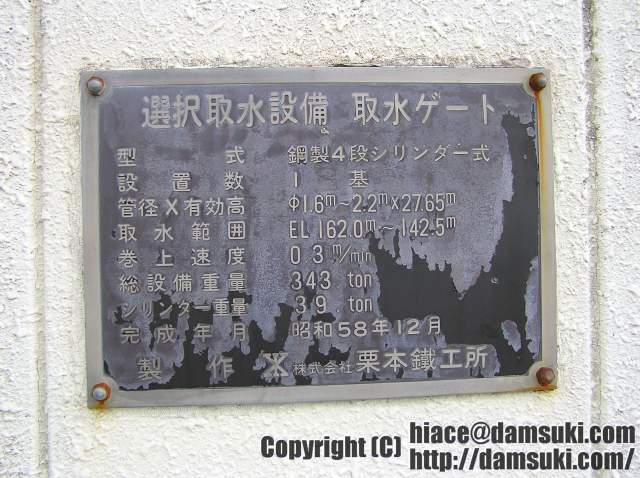 選択取水設備 取水ゲート
型式 鋼製4段シリンダー式
設置数 1基
管径×有効高 Φ1.6m~2.2m×27.65m
取水範囲 EL 162.0m~142.5m
巻上速度 0.3m/min
総設備重量 34.3 ton
シリンダー重量 3.9 ton
完成年月 昭和58年12月
製作 株式会社 栗本鐵工所
Copyright (C) hiace@damsuki.com
http://damsuki.com/